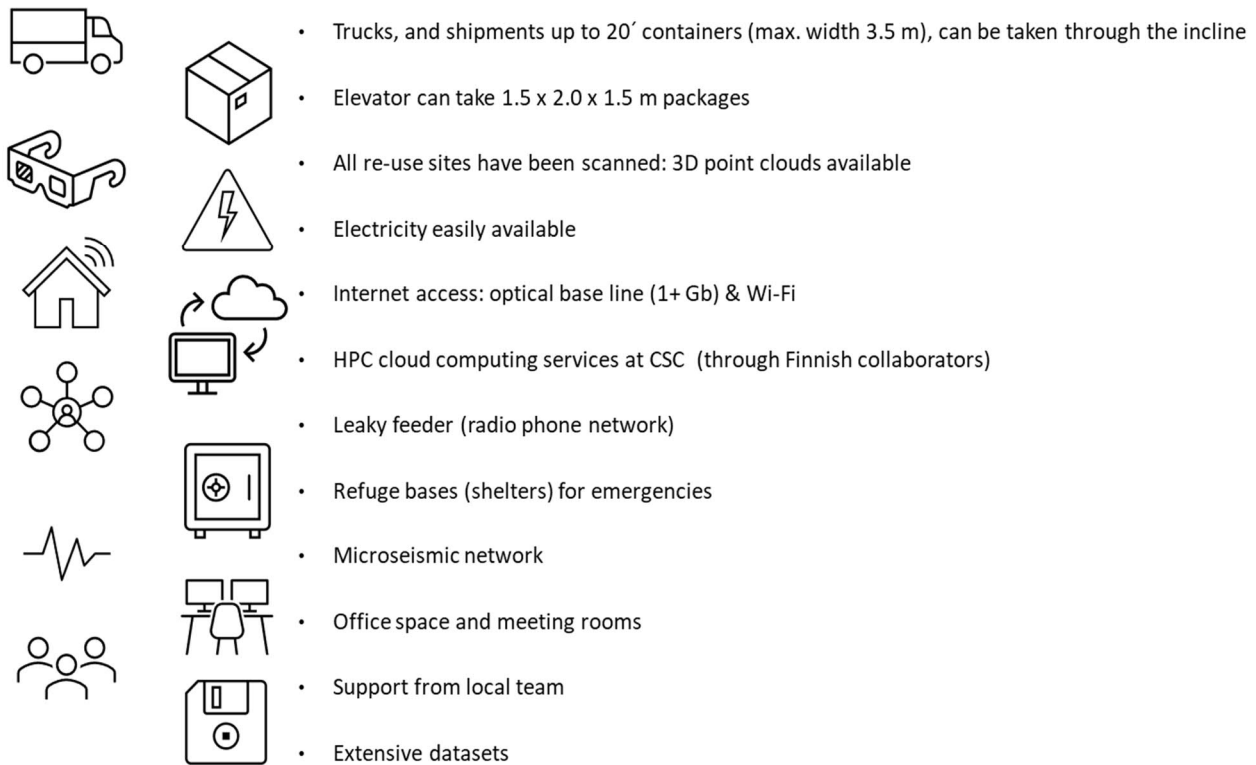 • Trucks, and shipments up to 20´ containers (max. width 3.5 m), can be taken through the incline
• Elevator can take 1.5 x 2.0 x 1.5 m packages
• All re-use sites have been scanned: 3D point clouds available
• Electricity easily available
• Internet access: optical base line (1+ Gb) & Wi-Fi
• HPC cloud computing services at CSC (through Finnish collaborators)
• Leaky feeder (radio phone network)
• Refuge bases (shelters) for emergencies
• Microseismic network
• Office space and meeting rooms
• Support from local team
• Extensive datasets